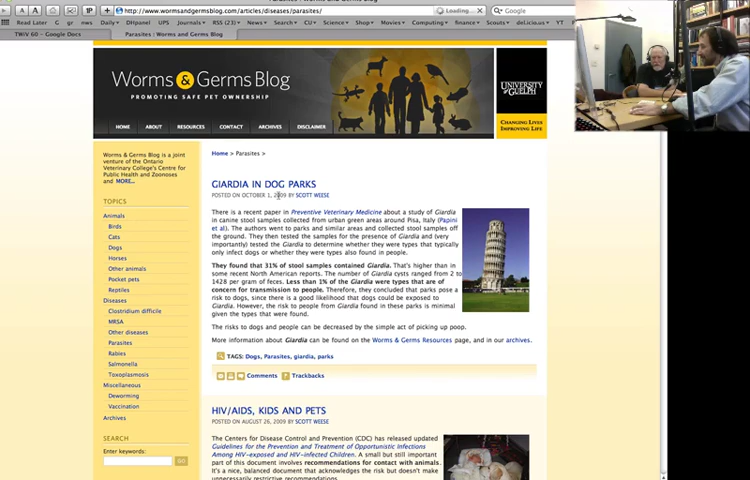 Parasites : Worms and Germs Blog
http://www.wormsandgermsblog.com/articles/diseases/parasites/
Loading...
Google
Read Later
G
gr
news
Daily
DHpanel
UPS
Journals
RSS (23)
News
Search
CU
Science
Shop
Movies
Computing
finance
Scouts
del.icio.us
YT
TWiV 60 - Google Docs
Parasites : Worms and Germs Blog
Worms & Germs Blog
PROMOTING SAFE PET OWNERSHIP
HOME
ABOUT
RESOURCES
CONTACT
ARCHIVES
DISCLAIMER
UNIVERSITY
OF GUELPH
CHANGING LIVES
IMPROVING LIFE
Worms & Germs Blog is a joint
venture of the Ontario
Veterinary College's Centre for
Public Health and Zoonoses
and MORE...
TOPICS
Animals
Birds
Cats
Dogs
Horses
Other animals
Pocket pets
Reptiles
Diseases
Clostridium difficile
MRSA
Other diseases
Parasites
Rabies
Salmonella
Toxoplasmosis
Miscellaneous
Deworming
Vaccination
Archives
SEARCH
Enter keywords:
GO
Home > Parasites >
GIARDIA IN DOG PARKS
POSTED ON OCTOBER 1, 2009 BY SCOTT WEESE
There is a recent paper in Preventive Veterinary Medicine about a study of Giardia
in canine stool samples collected from urban green areas around Pisa, Italy (Papini
et al). The authors went to parks and similar areas and collected stool samples off
the ground. They then tested the samples for the presence of Giardia and (very
importantly) tested the Giardia to determine whether they were types that typically
only infect dogs or whether they were types also found in people.
They found that 31% of stool samples contained Giardia. That's higher than in
some recent North American reports. The number of Giardia cysts ranged from 2 to
1428 per gram of feces. Less than 1% of the Giardia were types that are of
concern for transmission to people. Therefore, they concluded that parks pose a
risk to dogs, since there is a good likelihood that dogs could be exposed to
Giardia. However, the risk to people from Giardia found in these parks is minimal
given the types that were found.
The risks to dogs and people can be decreased by the simple act of picking up poop.
More information about Giardia can be found on the Worms & Germs Resources page, and in our archives.
TAGS: Dogs, Parasites, giardia, parks
Comments
Trackbacks
HIV/AIDS, KIDS AND PETS
POSTED ON AUGUST 26, 2009 BY SCOTT WEESE
The Centers for Disease Control and Prevention (CDC) has released updated
Guidelines for the Prevention and Treatment of Opportunistic Infections
Among HIV-exposed and HIV-infected Children. A small but still important
part of this document involves recommendations for contact with animals.
It's a nice, balanced document that acknowledges the risk but doesn't make
unnecessarily restrictive recommendations.